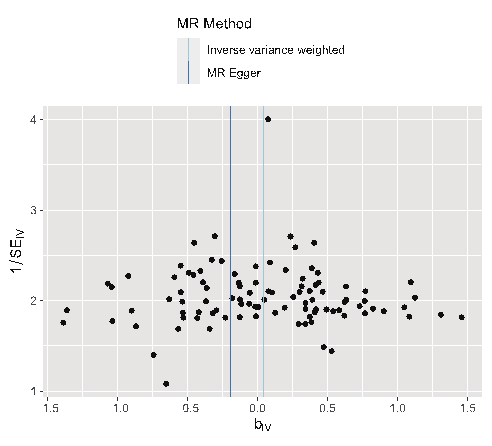 MR Method
Inverse variance weighted
MR Egger
4
3
2
1
1/SE_IV
1.5 1.0 9.5 0.0 0.5 1.0 1.5
b_IV